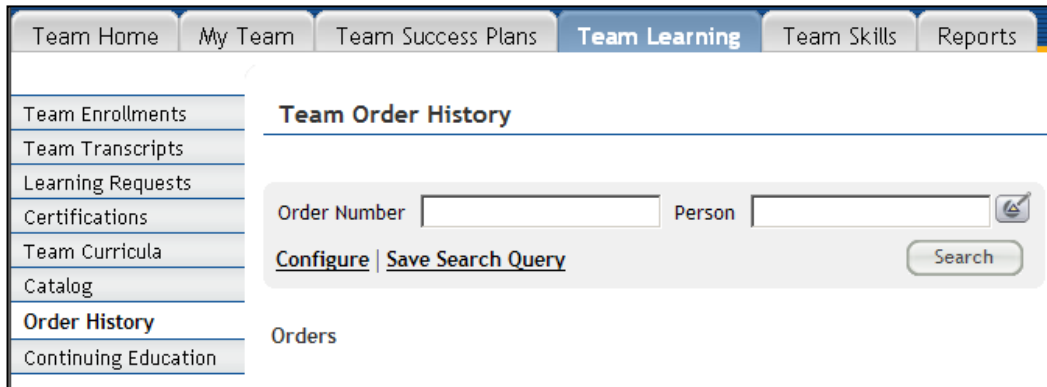 Team Home My Team Team Success Plans Team Learning Team Skills Reports
Team Enrollments
Team Transcripts
Learning Requests
Certifications
Team Curricula
Catalog
Order History
Continuing Education
Team Order History
Order Number Person
Configure | Save Search Query Search
Orders